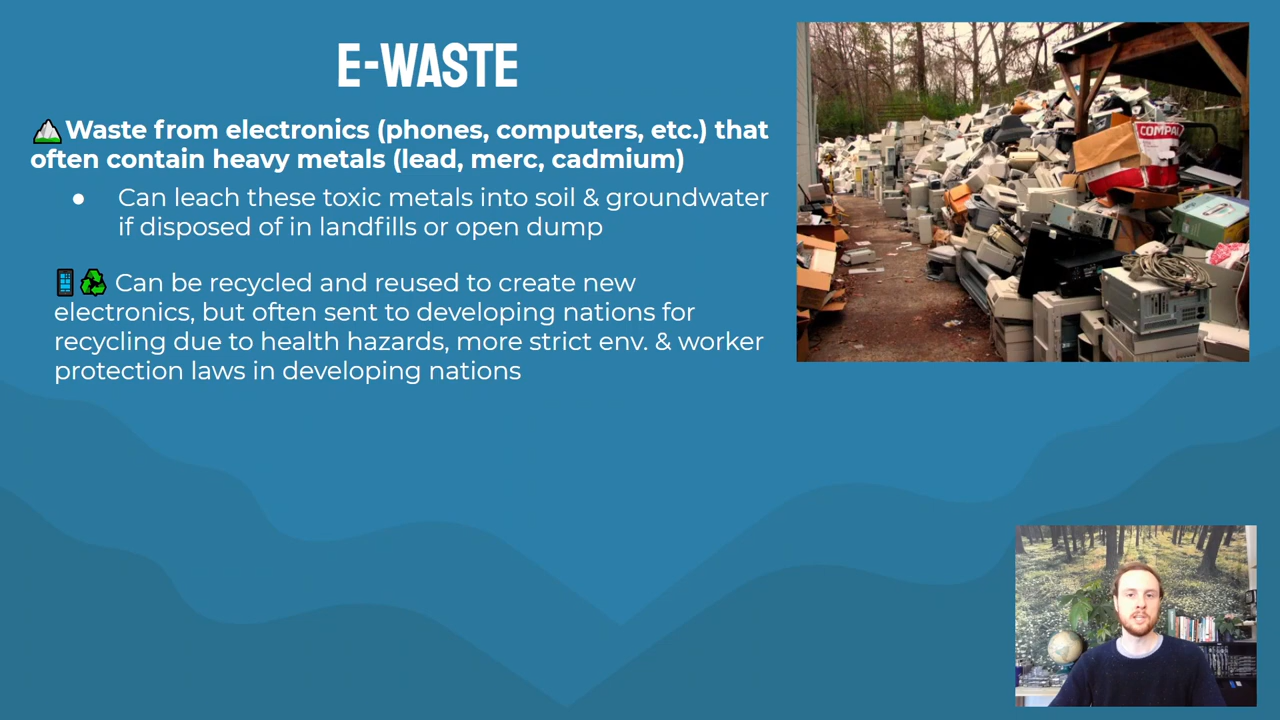 E-WASTE
Waste from electronics (phones, computers, etc.) that
often contain heavy metals (lead, merc, cadmium)
● Can leach these toxic metals into soil & groundwater
if disposed of in landfills or open dump
Can be recycled and reused to create new
electronics, but often sent to developing nations for
recycling due to health hazards, more strict env. & worker
protection laws in developing nations
COMPA